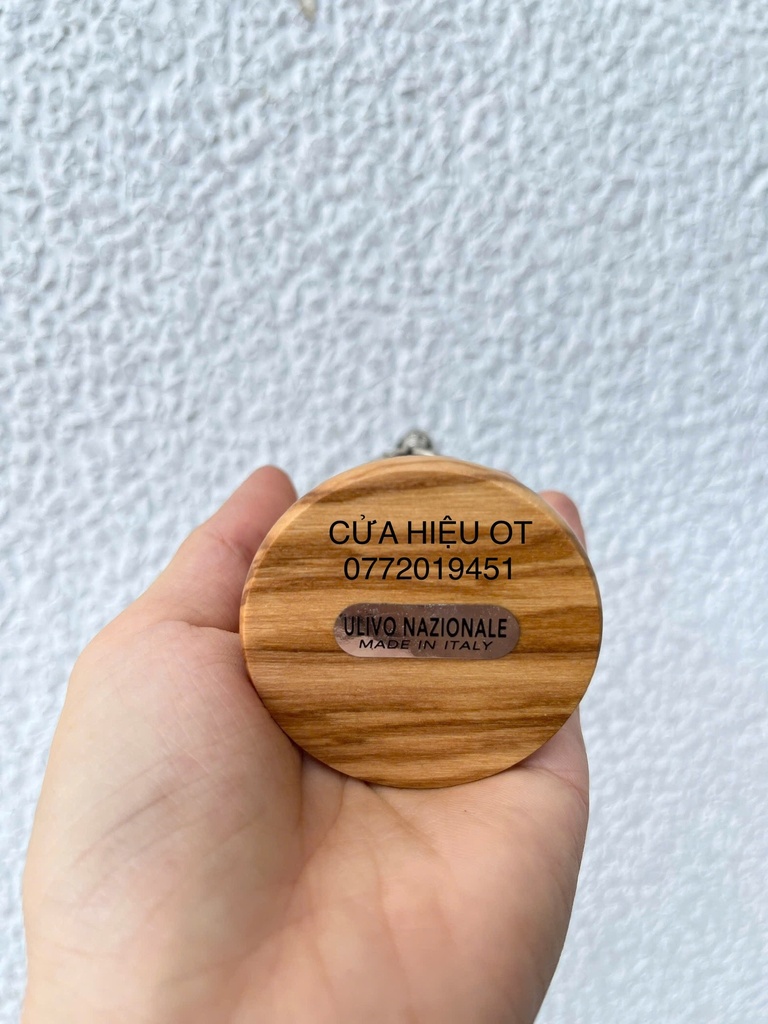 CỬA HIỆU OT
0772019451
ULIVO NAZIONALE
MADE IN ITALY